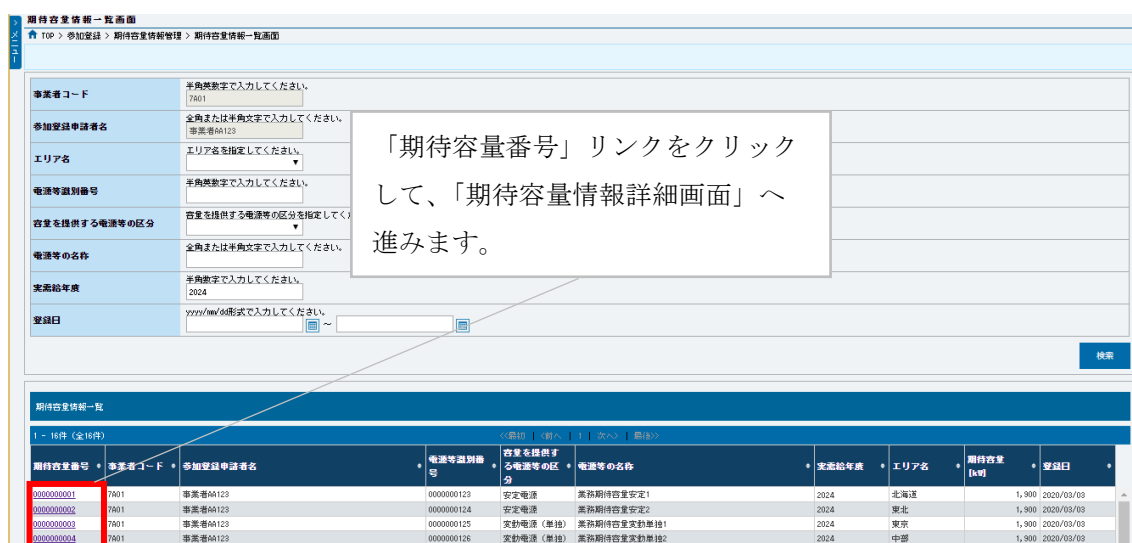 期待容量情報一覧画面
>
メニュー
TOP > 参加登録 > 期待容量情報管理 > 期待容量情報一覧画面
事業者コード
半角英数字で入力してください。
7A01
参加登録申請者名
全角または半角文字で入力してください。
事業者AA123
エリア名
エリア名を指定してください。
電源等識別番号
半角英数字で入力してください。
容量を提供する電源等の区分
容量を提供する電源等の区分を指定してくだ
電源等の名称
全角または半角文字で入力してください。
実需給年度
半角数字で入力してください。
2024
登録日
yyyy/mm/dd形式で入力してください。
~
「期待容量番号」リンクをクリック
して、「期待容量情報詳細画面」へ
進みます。
検索
期待容量情報一覧
1 - 16件 (全16件)
<<最初 | <前へ | 1 | 次へ> | 最後>>
期待容量番号 事業者コード 参加登録申請者名 電源等識別番号 容量を提供する電源等の区分 電源等の名称 実需給年度 エリア名 期待容量[kW] 登録日
0000000001 7A01 事業者AA123 0000000123 安定電源 業務期待容量安定1 2024 北海道 1,900 2020/03/03
0000000002 7A01 事業者AA123 0000000124 安定電源 業務期待容量安定2 2024 東北 1,900 2020/03/03
0000000003 7A01 事業者AA123 0000000125 変動電源（単独） 業務期待容量変動単独1 2024 東京 1,900 2020/03/03
0000000004 7A01 事業者AA123 0000000126 変動電源（単独） 業務期待容量変動単独2 2024 中部 1,900 2020/03/03